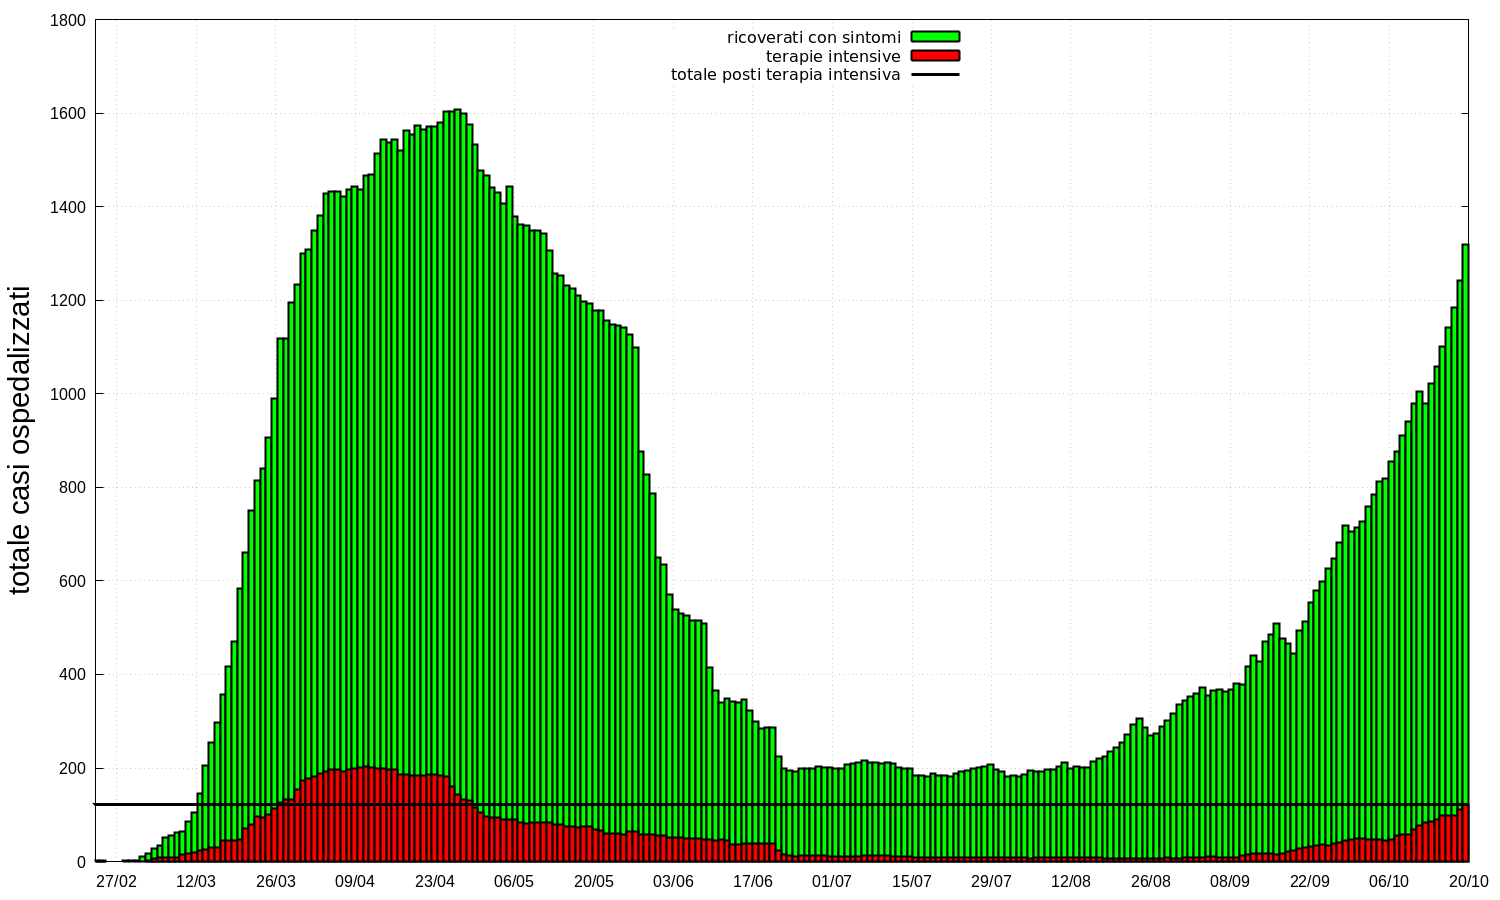 ricoverati con sintomi
terapie intensive
totale posti terapia intensiva
totale casi ospedalizzati
1800
1600
1400
1200
1000
800
600
400
200
0
27/02 12/03 26/03 09/04 23/04 06/05 20/05 03/06 17/06 01/07 15/07 29/07 12/08 26/08 08/09 22/09 06/10 20/10